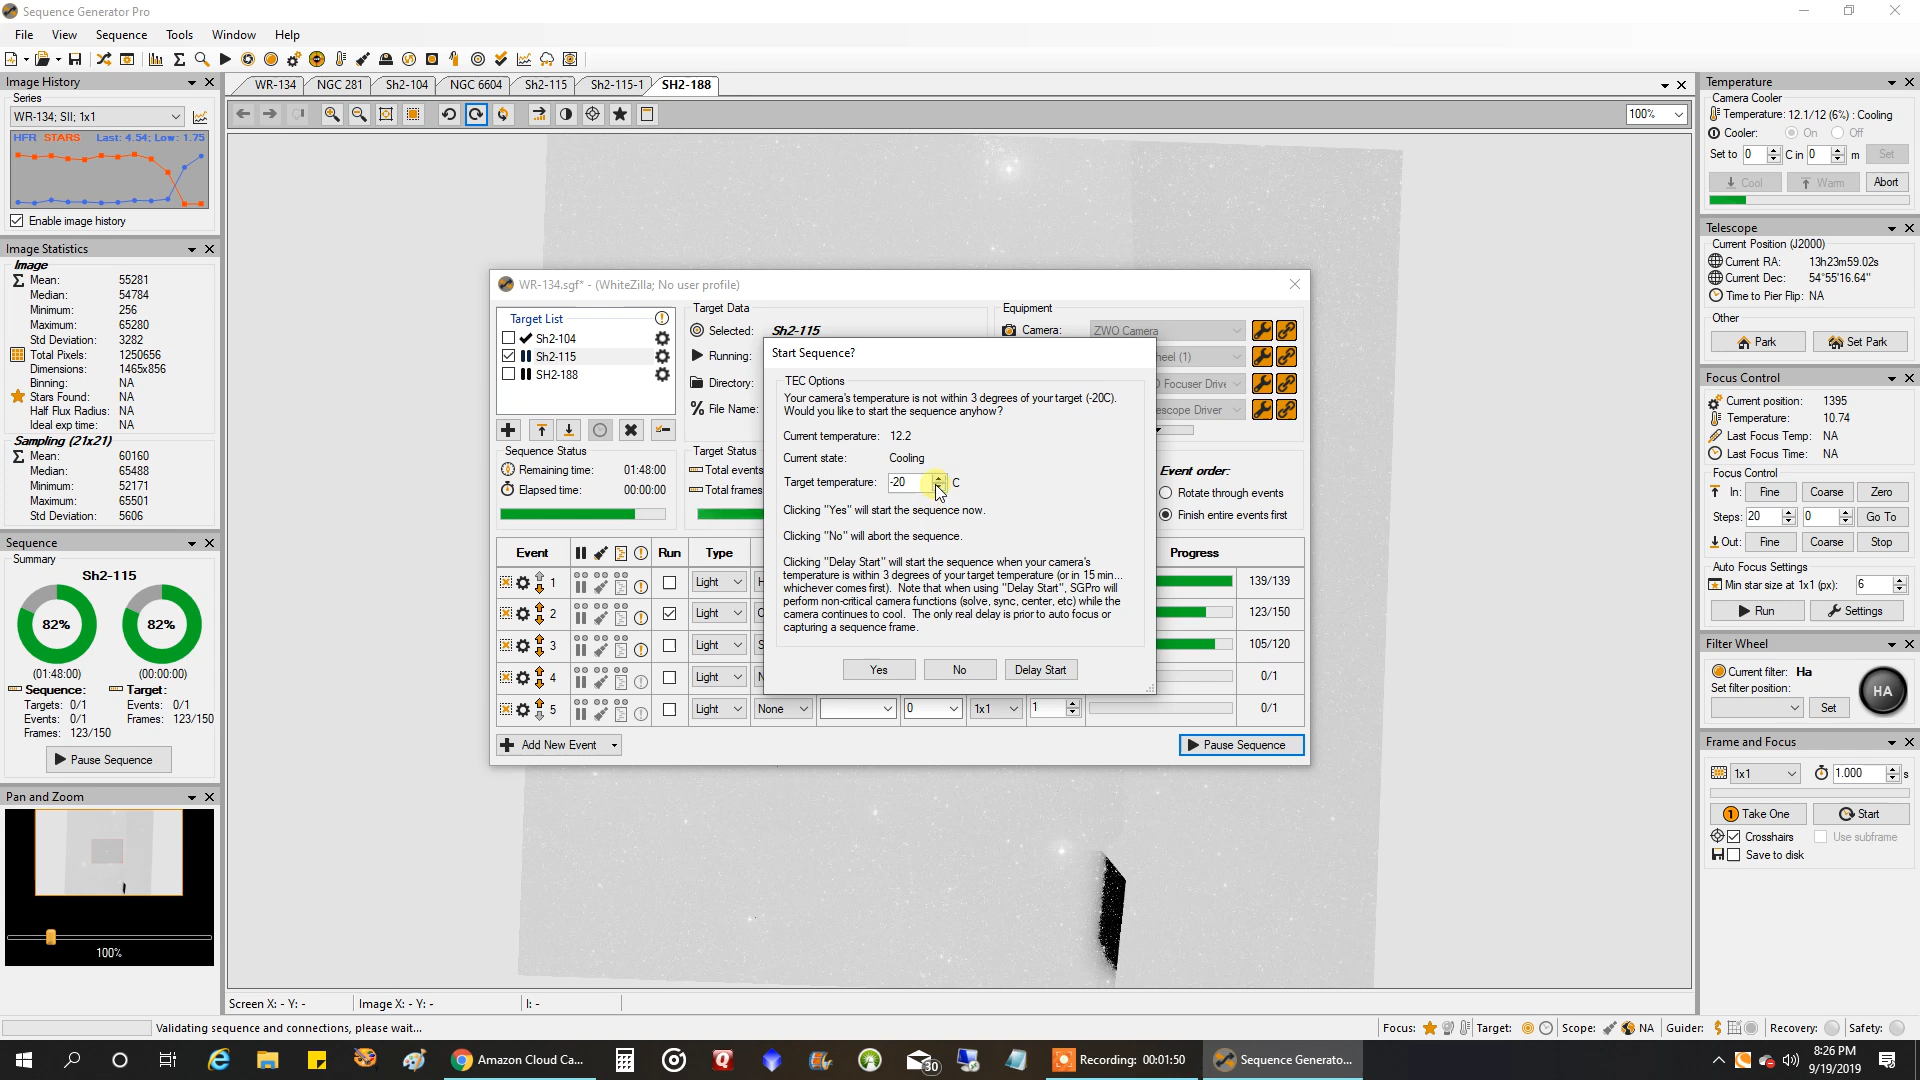 Sequence Generator Pro
File View Sequence Tools Window Help
Image History
Series
WR-134; SII; 1x1
HFR STARS Last: 4.54; Low: 1.75
Enable image history
Image Statistics
Image
Mean: 55281
Median: 54784
Minimum: 256
Maximum: 65280
Std Deviation: 3282
Total Pixels: 1250656
Dimensions: 1465x856
Binning: NA
Stars Found: NA
Half Flux Radius: NA
Ideal exp time: NA
Sampling (21x21)
Mean: 60160
Median: 65488
Minimum: 52171
Maximum: 65501
Std Deviation: 5606
Sequence
Summary
Sh2-115
82% 82%
(01:48:00) (00:00:00)
Sequence: Target:
Targets: 0/1 Events: 0/1
Events: 0/1 Frames: 123/150
Frames: 123/150
Pause Sequence
Pan and Zoom
100%
WR-134 NGC 281 Sh2-104 NGC 6604 Sh2-115 Sh2-115-1 SH2-188
100%
WR-134.sgf* - (WhiteZilla; No user profile)
Target List
Sh2-104
Sh2-115
SH2-188
Target Data
Selected: Sh2-115
Running:
Directory:
File Name:
Equipment
Camera: ZWO Camera
heel (1)
O Focuser Drive
escope Driver
Sequence Status
Remaining time: 01:48:00
Elapsed time: 00:00:00
Target Status
Total events
Total frames
Event order:
Rotate through events
Finish entire events first
Event Run Type Progress
1 Light H 139/139
2 Light O 123/150
3 Light S 105/120
4 Light N 0/1
5 Light None 0 1x1 1 0/1
Add New Event
Pause Sequence
Start Sequence?
TEC Options
Your camera's temperature is not within 3 degrees of your target (-20C).
Would you like to start the sequence anyhow?
Current temperature: 12.2
Current state: Cooling
Target temperature: -20 C
Clicking "Yes" will start the sequence now.
Clicking "No" will abort the sequence.
Clicking "Delay Start" will start the sequence when your camera's
temperature is within 3 degrees of your target temperature (or in 15 min...
whichever comes first). Note that when using "Delay Start", SGPro will
perform non-critical camera functions (solve, sync, center, etc) while the
camera continues to cool. The only real delay is prior to auto focus or
capturing a sequence frame.
Yes No Delay Start
Screen X: - Y: - Image X: - Y: - I: -
Temperature
Camera Cooler
Temperature: 12.1/12 (6%) : Cooling
Cooler: On Off
Set to 0 C in 0 m Set
Cool Warm Abort
Telescope
Current Position (J2000)
Current RA: 13h23m59.02s
Current Dec: 54°55'16.64"
Time to Pier Flip: NA
Other
Park Set Park
Focus Control
Current position: 1395
Temperature: 10.74
Last Focus Temp: NA
Last Focus Time: NA
Focus Control
In: Fine Coarse Zero
Steps: 20 0 Go To
Out: Fine Coarse Stop
Auto Focus Settings
Min star size at 1x1 (px): 6
Run Settings
Filter Wheel
Current filter: Ha
Set filter position:
Set
HA
Frame and Focus
1x1 1.000 s
Take One Start
Crosshairs Use subframe
Save to disk
Validating sequence and connections, please wait...
Focus: Target: Scope: NA Guider: Recovery: Safety:
Amazon Cloud Ca...
30
Recording: 00:01:50
Sequence Generato...
8:26 PM
9/19/2019